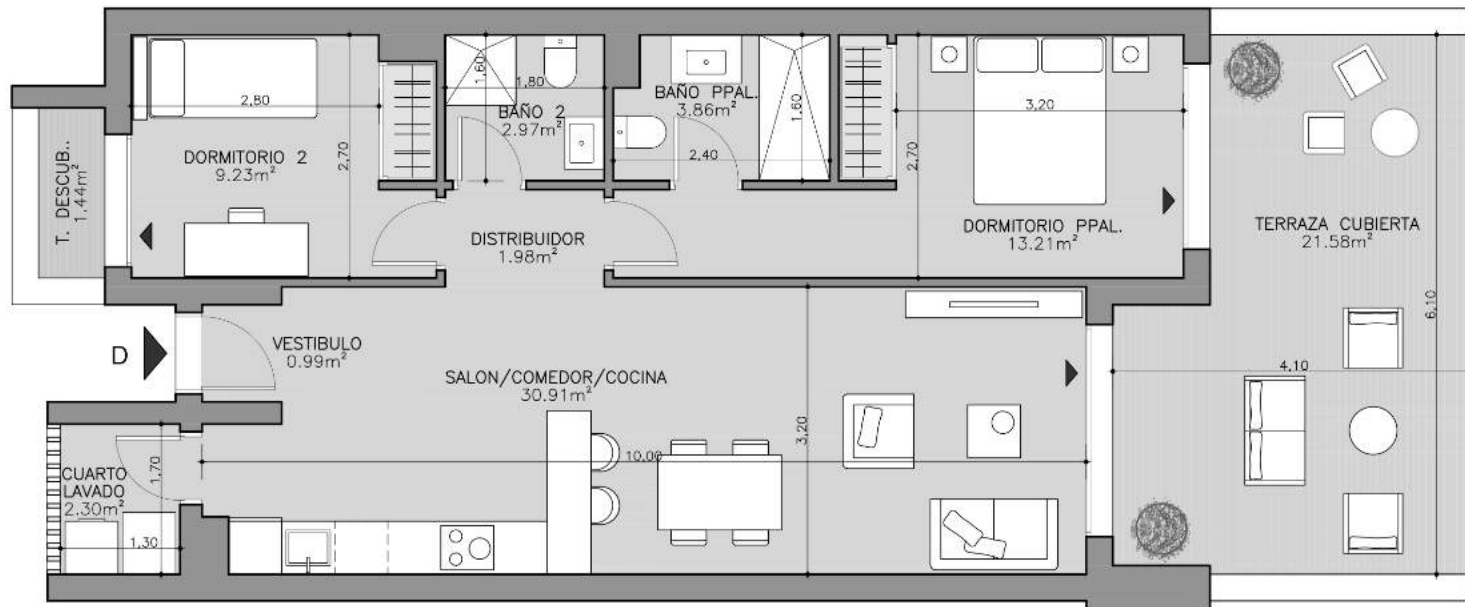 2,80
DORMITORIO 2
9.23m²
2,70
T. DESCUB..
1.44m²
1,60
1,80
BAÑO 2
2.97m²
BAÑO PPAL.
3.86m²
1,60
2,40
3,20
2,70
DORMITORIO PPAL.
13.21m²
TERRAZA CUBIERTA
21.58m²
6,10
DISTRIBUIDOR
1.98m²
D
VESTIBULO
0.99m²
SALON/COMEDOR/COCINA
30.91m²
3,20
10,00
4,10
CUARTO
LAVADO
2.30m²
1,70
1,30